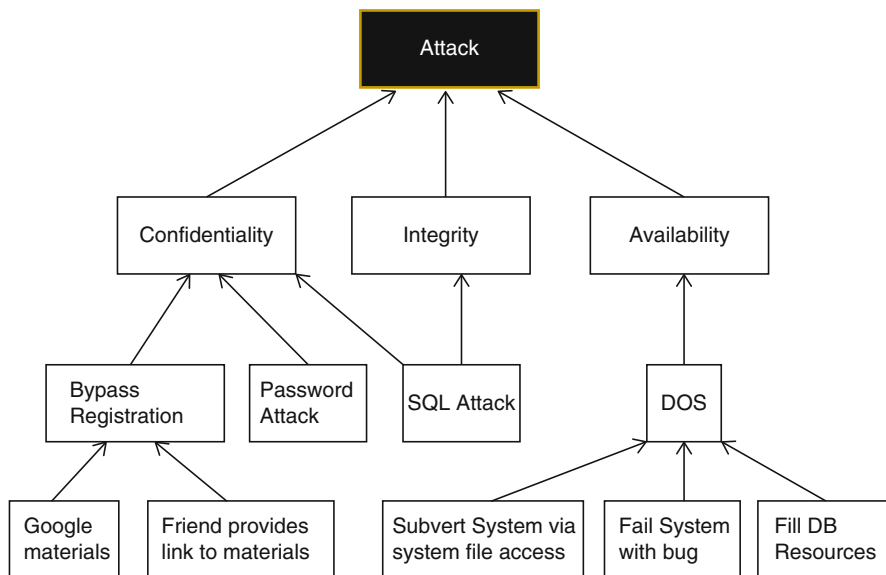 Attack
Confidentiality
Integrity
Availability
Bypass
Registration
Password
Attack
SQL Attack
DOS
Google
materials
Friend provides
link to materials
Subvert System via
system file access
Fail System
with bug
Fill DB
Resources